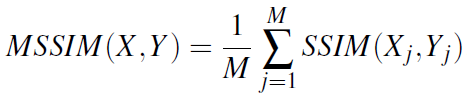 MSSIM(X,Y) = \frac{1}{M} \sum_{j=1}^{M} SSIM(X_j,Y_j)